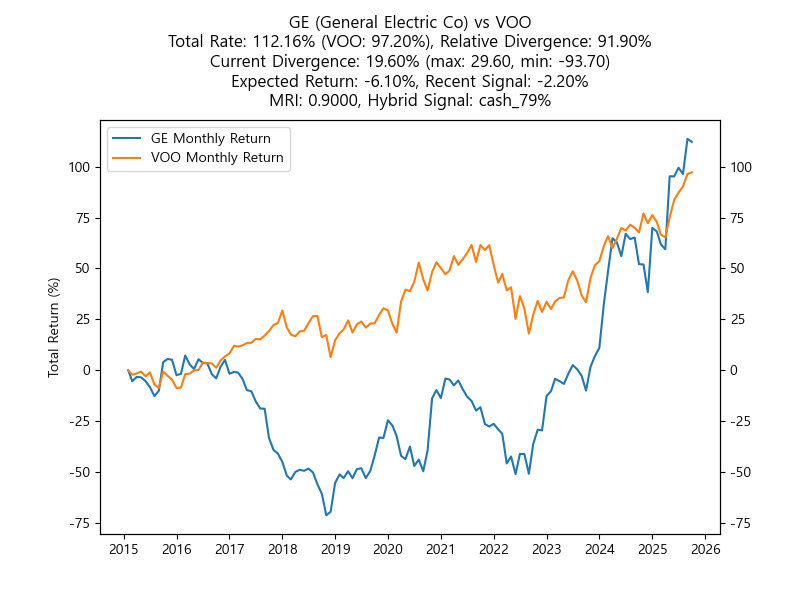 GE (General Electric Co) vs VOO
Total Rate: 112.16% (VOO: 97.20%), Relative Divergence: 91.90%
Current Divergence: 19.60% (max: 29.60, min: -93.70)
Expected Return: -6.10%, Recent Signal: -2.20%
MRI: 0.9000, Hybrid Signal: cash_79%
GE Monthly Return
VOO Monthly Return
Total Return (%)
100
75
50
25
0
-25
-50
-75
100
75
50
25
0
-25
-50
-75
2015 2016 2017 2018 2019 2020 2021 2022 2023 2024 2025 2026